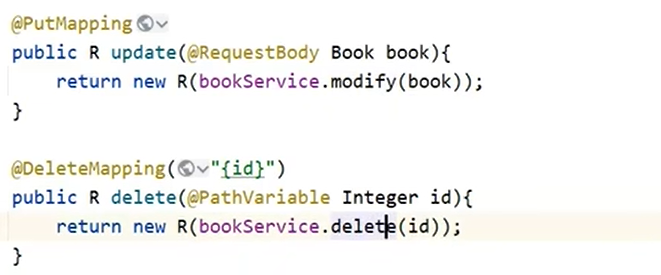 @PutMapping
public R update(@RequestBody Book book){
    return new R(bookService.modify(book));
}
@DeleteMapping("{id}")
public R delete(@PathVariable Integer id){
    return new R(bookService.delete(id));
}